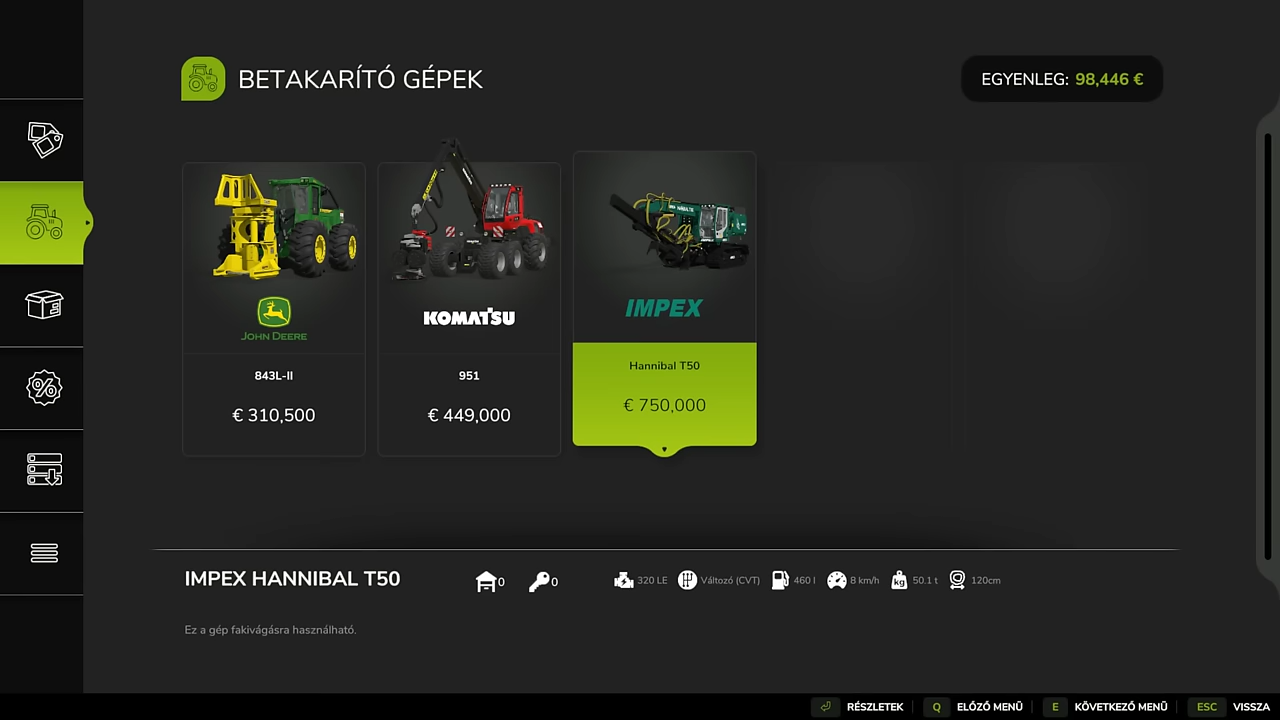 BETAKARÍTÓ GÉPEK
EGYENLEG: 98,446 €
JOHN DEERE
843L-II
€ 310,500
KOMATSU
951
€ 449,000
IMPEX
Hannibal T50
€ 750,000
IMPEX HANNIBAL T50
0
0
320 LE
Változó (CVT)
460 l
8 km/h
kg
50.1 t
120cm
Ez a gép fakivágásra használható.
RÉSZLETEK
Q ELŐZŐ MENÜ
E KÖVETKEZŐ MENÜ
ESC VISSZA